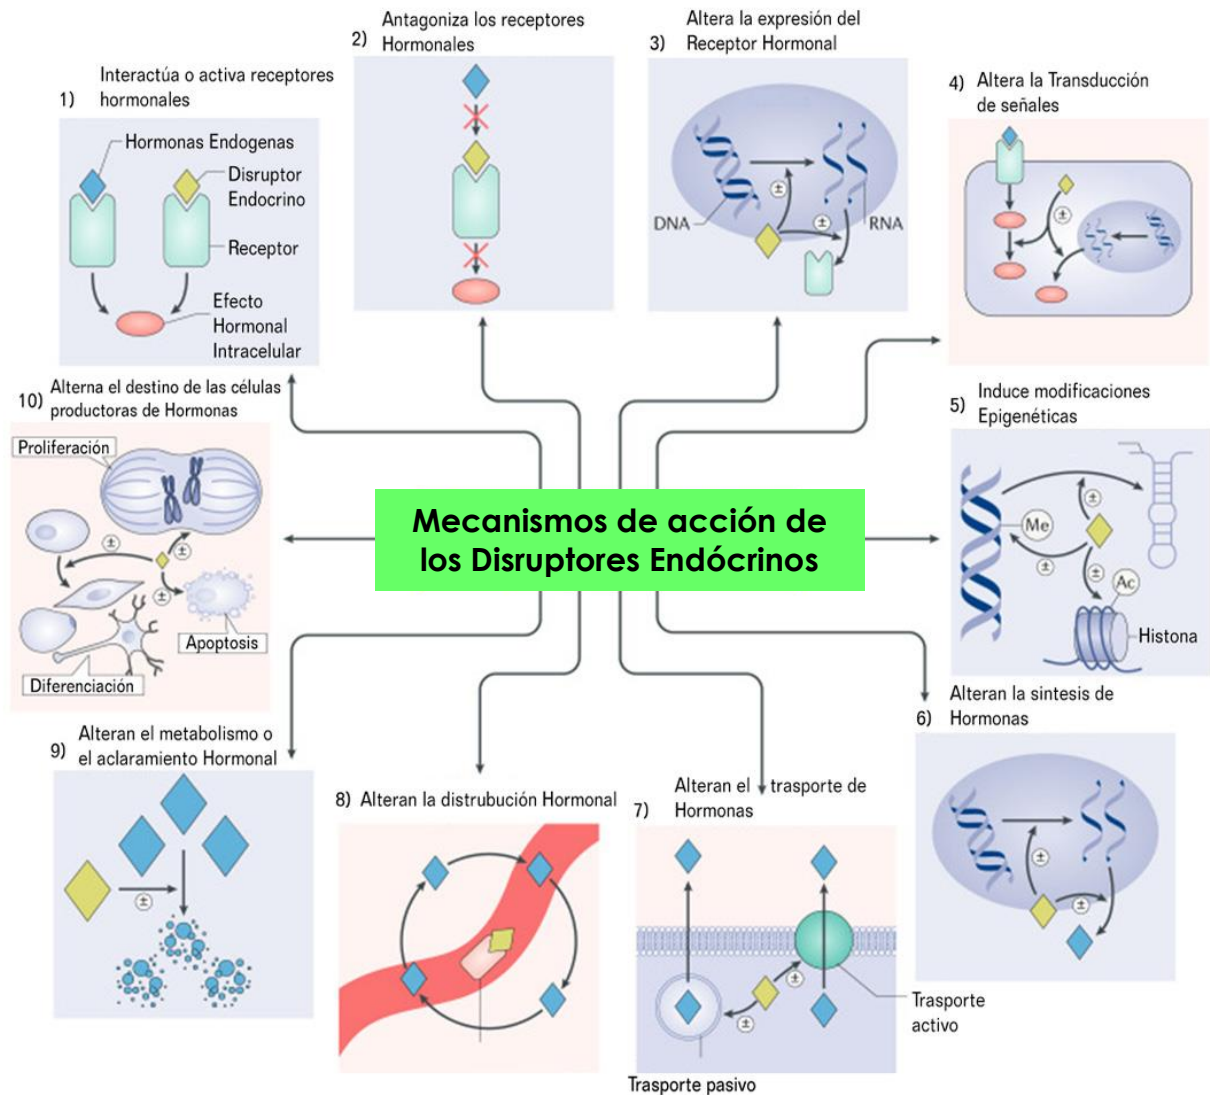 Mecanismos de acción de
los Disruptores Endócrinos
1) Interactúa o activa receptores
hormonales
Hormonas Endogenas
Disruptor
Endocrino
Receptor
Efecto
Hormonal
Intracelular
2) Antagoniza los receptores
Hormonales
3) Altera la expresión del
Receptor Hormonal
±
±
DNA
RNA
4) Altera la Transducción
de señales
±
5) Induce modificaciones
Epigenéticas
±
Me
±
±
Ac
Histona
6) Alteran la sintesis de
Hormonas
±
±
7) Alteran el trasporte de
Hormonas
±
±
Trasporte
activo
Trasporte pasivo
8) Alteran la distrubución Hormonal
9) Alteran el metabolismo o
el aclaramiento Hormonal
±
10) Alterna el destino de las células
productoras de Hormonas
Proliferación
±
±
±
Apoptosis
Diferenciación